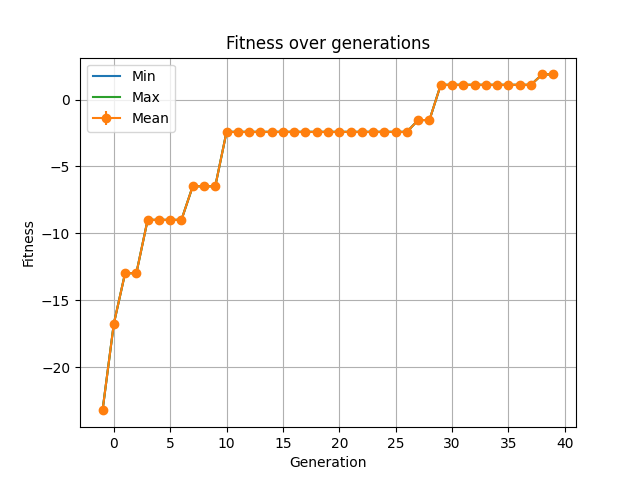 Fitness over generations
Min
Max
Mean
Fitness
0
−5
−10
−15
−20
0 5 10 15 20 25 30 35 40
Generation